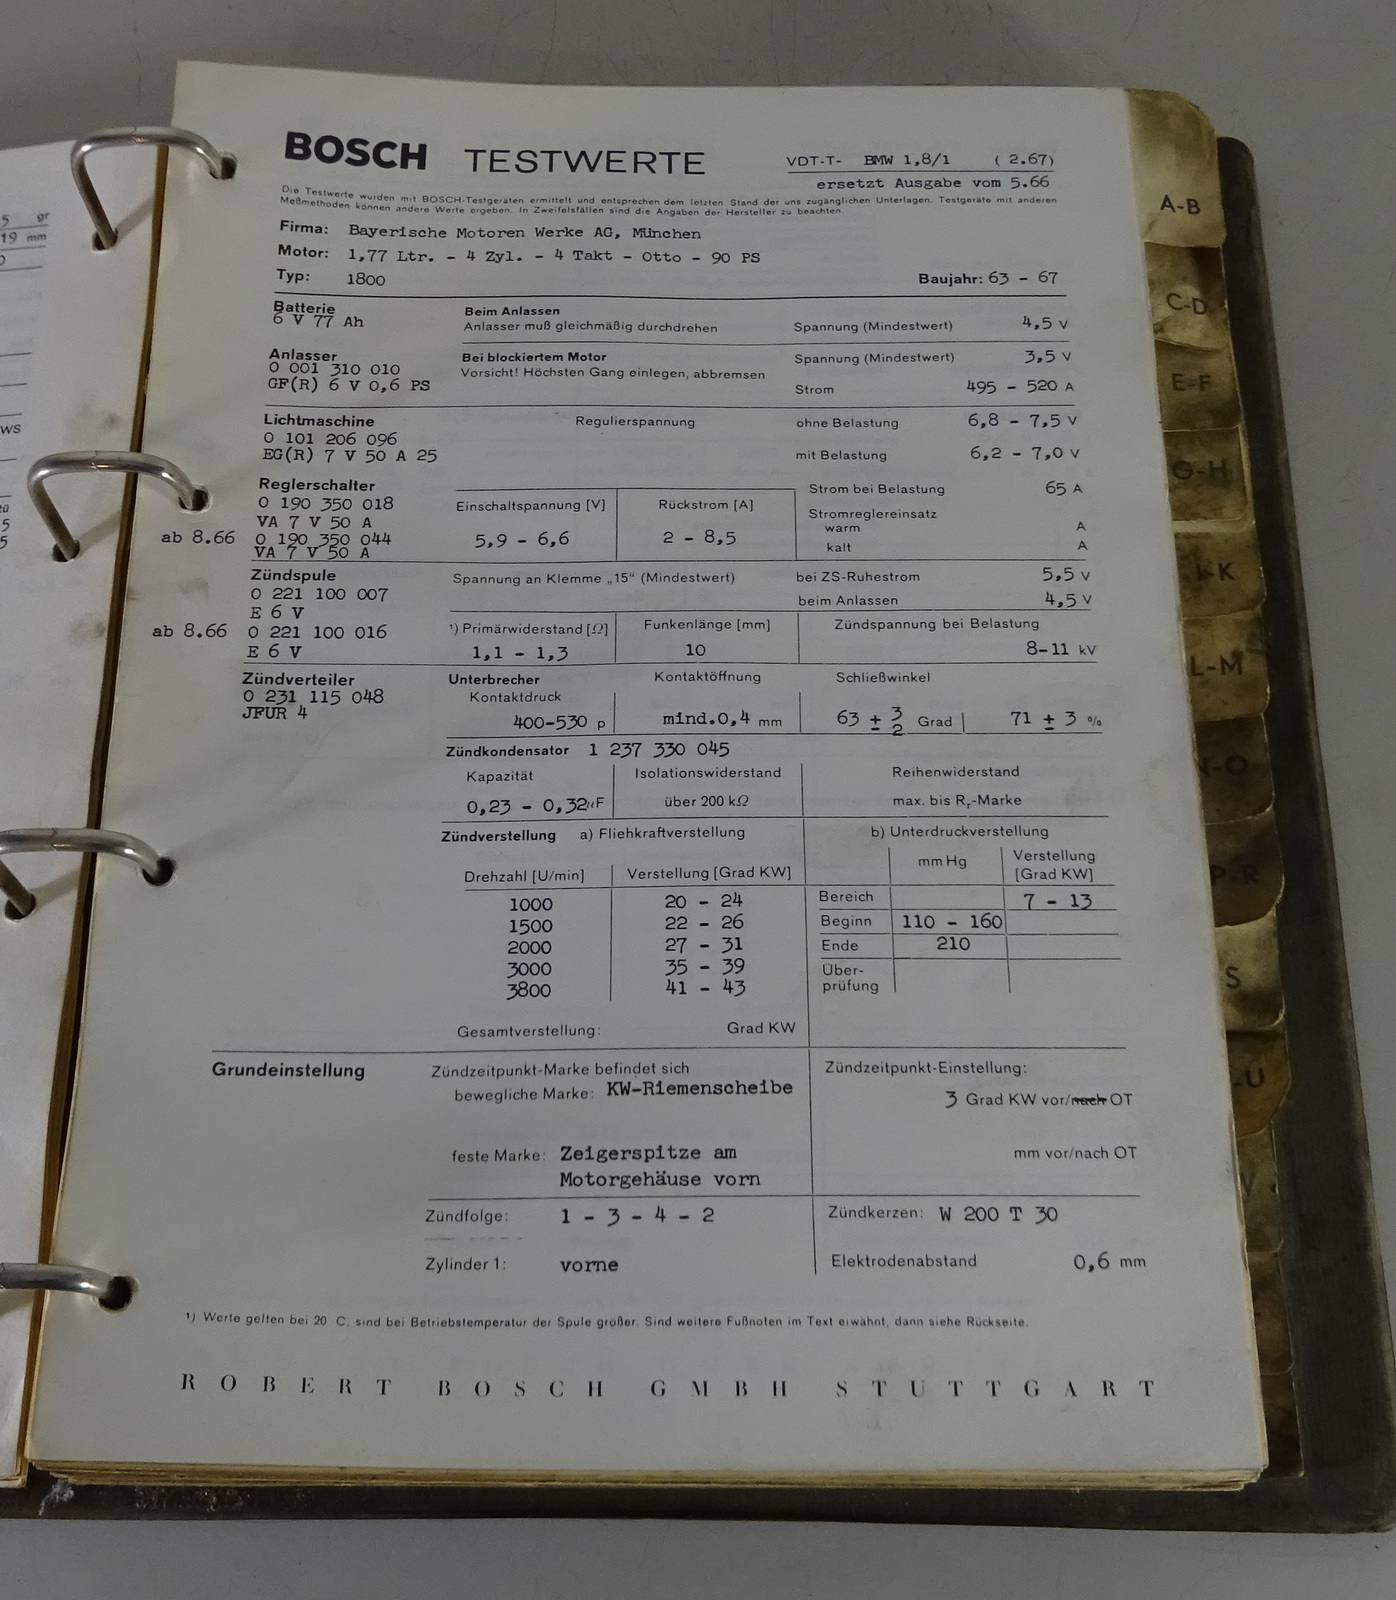 5 gr
19 mm
BOSCH TESTWERTE VDT-T- BMW 1,8/1 ( 2.67)
ersetzt Ausgabe vom 5.66
Die Testwerte wurden mit BOSCH-Testgeräten ermittelt und entsprechen dem letzten Stand der uns zugänglichen Unterlagen. Testgeräte mit anderen
Meßmethoden können andere Werte ergeben. In Zweifelsfällen sind die Angaben der Hersteller zu beachten.
Firma: Bayerische Motoren Werke AG, München
Motor: 1,77 Ltr. - 4 Zyl. - 4 Takt - Otto - 90 PS
Typ: 1800 Baujahr: 63 - 67
Batterie Beim Anlassen
6 V 77 Ah Anlasser muß gleichmäßig durchdrehen Spannung (Mindestwert) 4,5 V
Anlasser Bei blockiertem Motor Spannung (Mindestwert) 3,5 V
0 001 310 010 Vorsicht! Höchsten Gang einlegen, abbremsen
GF(R) 6 V 0,6 PS Strom 495 - 520 A
Lichtmaschine Regulierspannung ohne Belastung 6,8 - 7,5 V
0 101 206 096
EG(R) 7 V 50 A 25 mit Belastung 6,2 - 7,0 V
Reglerschalter Strom bei Belastung 65 A
0 190 350 018 Einschaltspannung [V] Rückstrom [A] Stromreglereinsatz
VA 7 V 50 A warm A
ab 8.66 0 190 350 044 5,9 - 6,6 2 - 8,5
VA 7 V 50 A kalt A
Zündspule Spannung an Klemme „15“ (Mindestwert) bei ZS-Ruhestrom 5,5 V
0 221 100 007
E 6 V beim Anlassen 4,5 V
ab 8.66 0 221 100 016 ¹) Primärwiderstand [Ω] Funkenlänge [mm] Zündspannung bei Belastung
E 6 V 1,1 - 1,3 10 8-11 kV
Zündverteiler Unterbrecher Kontaktöffnung Schließwinkel
0 231 115 048 Kontaktdruck
JFUR 4 400-530 p mind.0,4 mm 63 ± 3/2 Grad 71 ± 3 %
Zündkondensator 1 237 330 045
Kapazität Isolationswiderstand Reihenwiderstand
0,23 - 0,32 µF über 200 kΩ max. bis Rr-Marke
Zündverstellung a) Fliehkraftverstellung b) Unterdruckverstellung
Drehzahl [U/min] Verstellung [Grad KW] mm Hg Verstellung
[Grad KW]
1000 20 - 24 Bereich 7 - 13
1500 22 - 26 Beginn 110 - 160
2000 27 - 31 Ende 210
3000 35 - 39 Über-
3800 41 - 43 prüfung
Gesamtverstellung: Grad KW
Grundeinstellung Zündzeitpunkt-Marke befindet sich Zündzeitpunkt-Einstellung:
bewegliche Marke: KW-Riemenscheibe 3 Grad KW vor/nach OT
feste Marke: Zeigerspitze am mm vor/nach OT
Motorgehäuse vorn
Zündfolge: 1 - 3 - 4 - 2 Zündkerzen: W 200 T 30
Zylinder 1: vorne Elektrodenabstand 0,6 mm
¹) Werte gelten bei 20 C, sind bei Betriebstemperatur der Spule größer. Sind weitere Fußnoten im Text erwähnt, dann siehe Rückseite.
ROBERT BOSCH GMBH STUTTGART
A-B
C-D
E-F
G-H
I-K
L-M
N-O
P-R
S